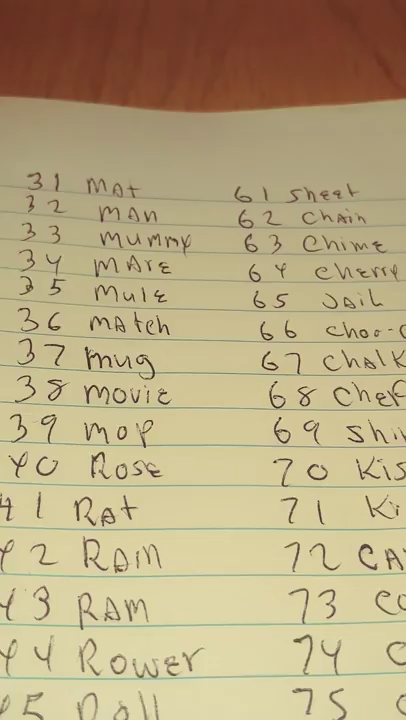 31 MAt 61 Sheet
32 MAN 62 ChAin
33 Mummy 63 Chime
34 MArE 64 Cherry
35 MulE 65 JAIL
36 MAtch 66 Choo-
37 Mug 67 ChAlK
38 MoviE 68 Chef
39 Mop 69
40 RosE 70
41 RAt 71
42 RAin 72
43 RAM 73
44 RowEr 74
45 75